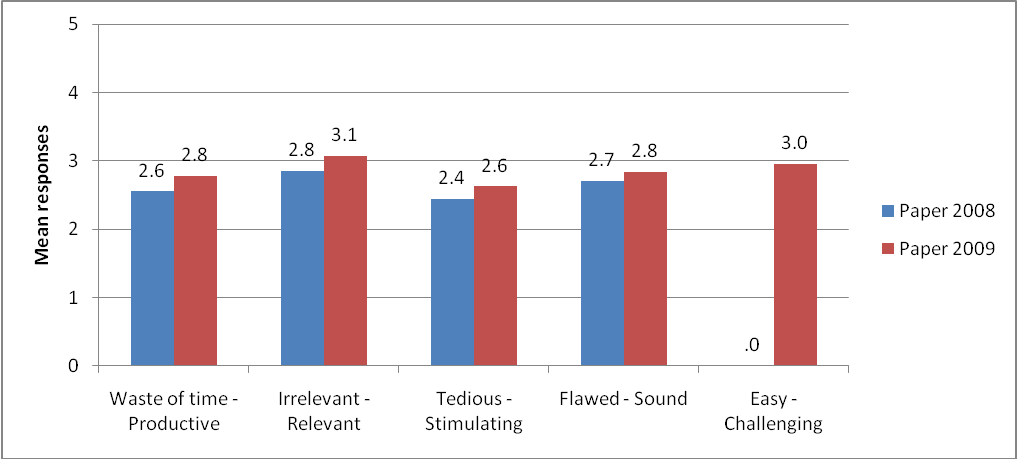 5
4
3
2
1
0
Mean responses
2.6
2.8
2.8
3.1
2.4
2.6
2.7
2.8
.0
3.0
Waste of time -
Productive
Irrelevant -
Relevant
Tedious -
Stimulating
Flawed - Sound
Easy -
Challenging
Paper 2008
Paper 2009